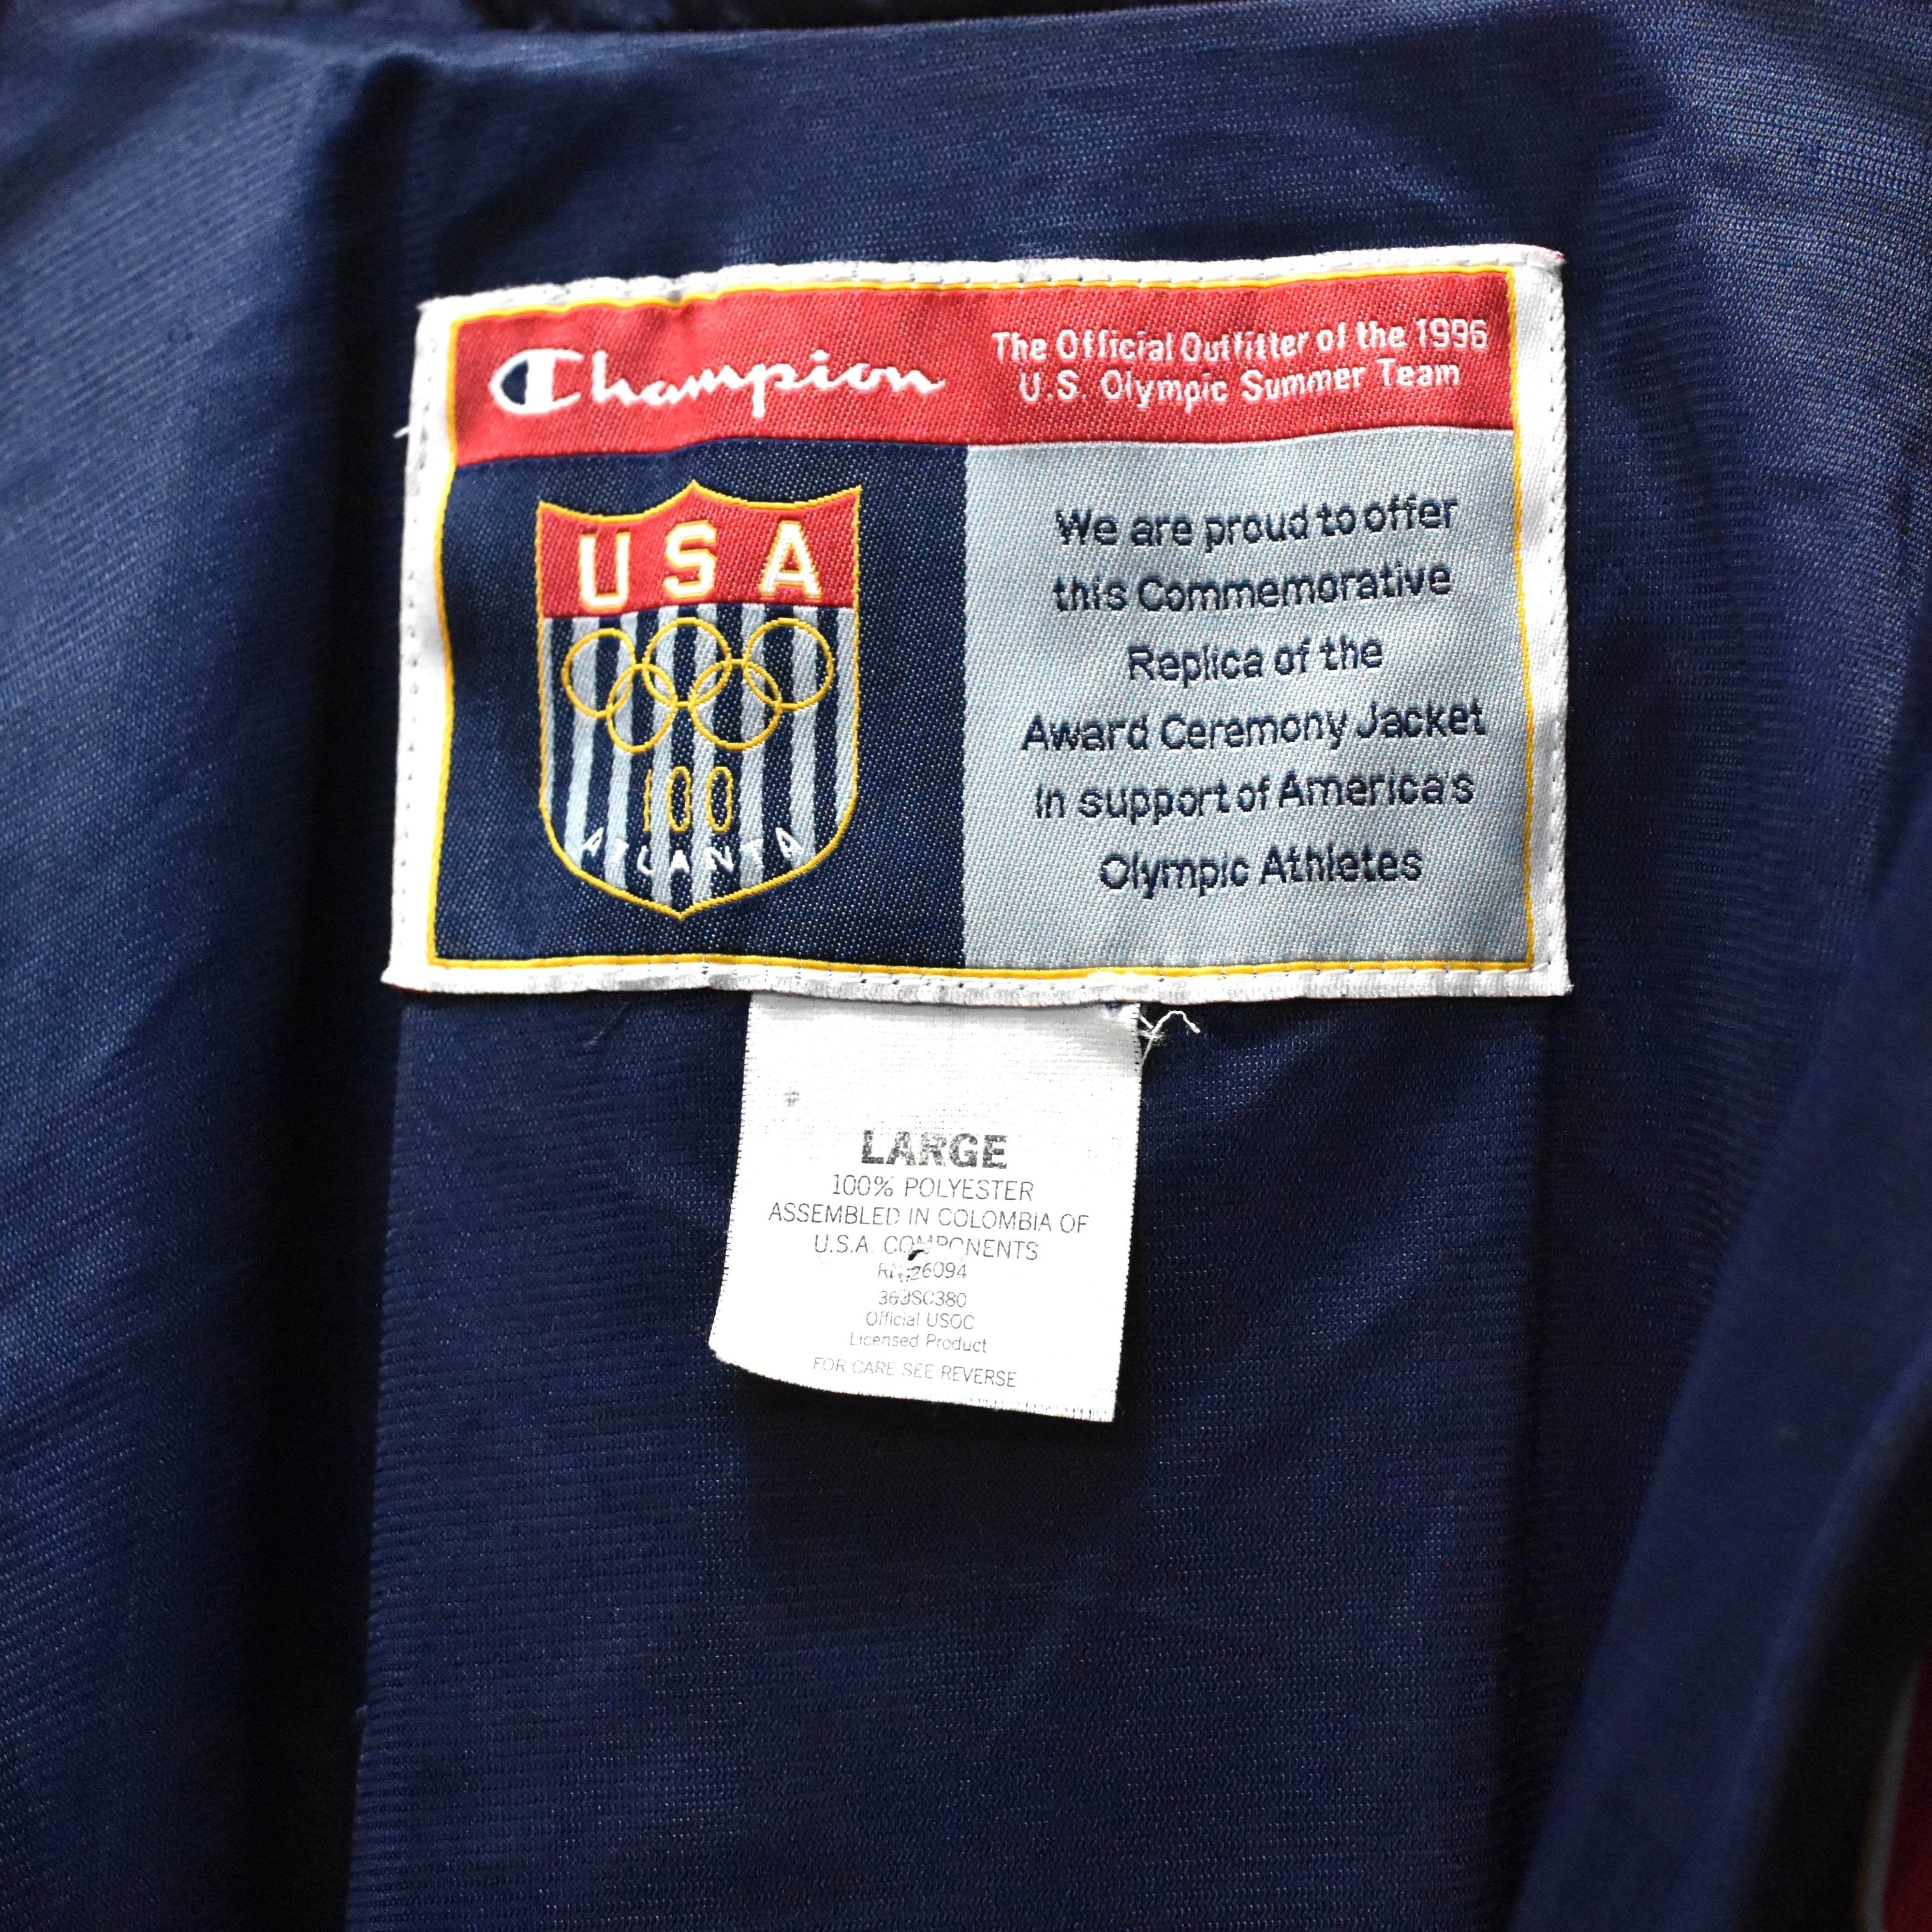 Champion
The Official Outfitter of the 1996
U.S. Olympic Summer Team
USA
100
ATLANTA
We are proud to offer
this Commemorative
Replica of the
Award Ceremony Jacket
In support of America's
Olympic Athletes
LARGE
100% POLYESTER
ASSEMBLED IN COLOMBIA OF
U.S.A. COMPONENTS
RN 26094
Official USOC
Licensed Product
FOR CARE SEE REVERSE